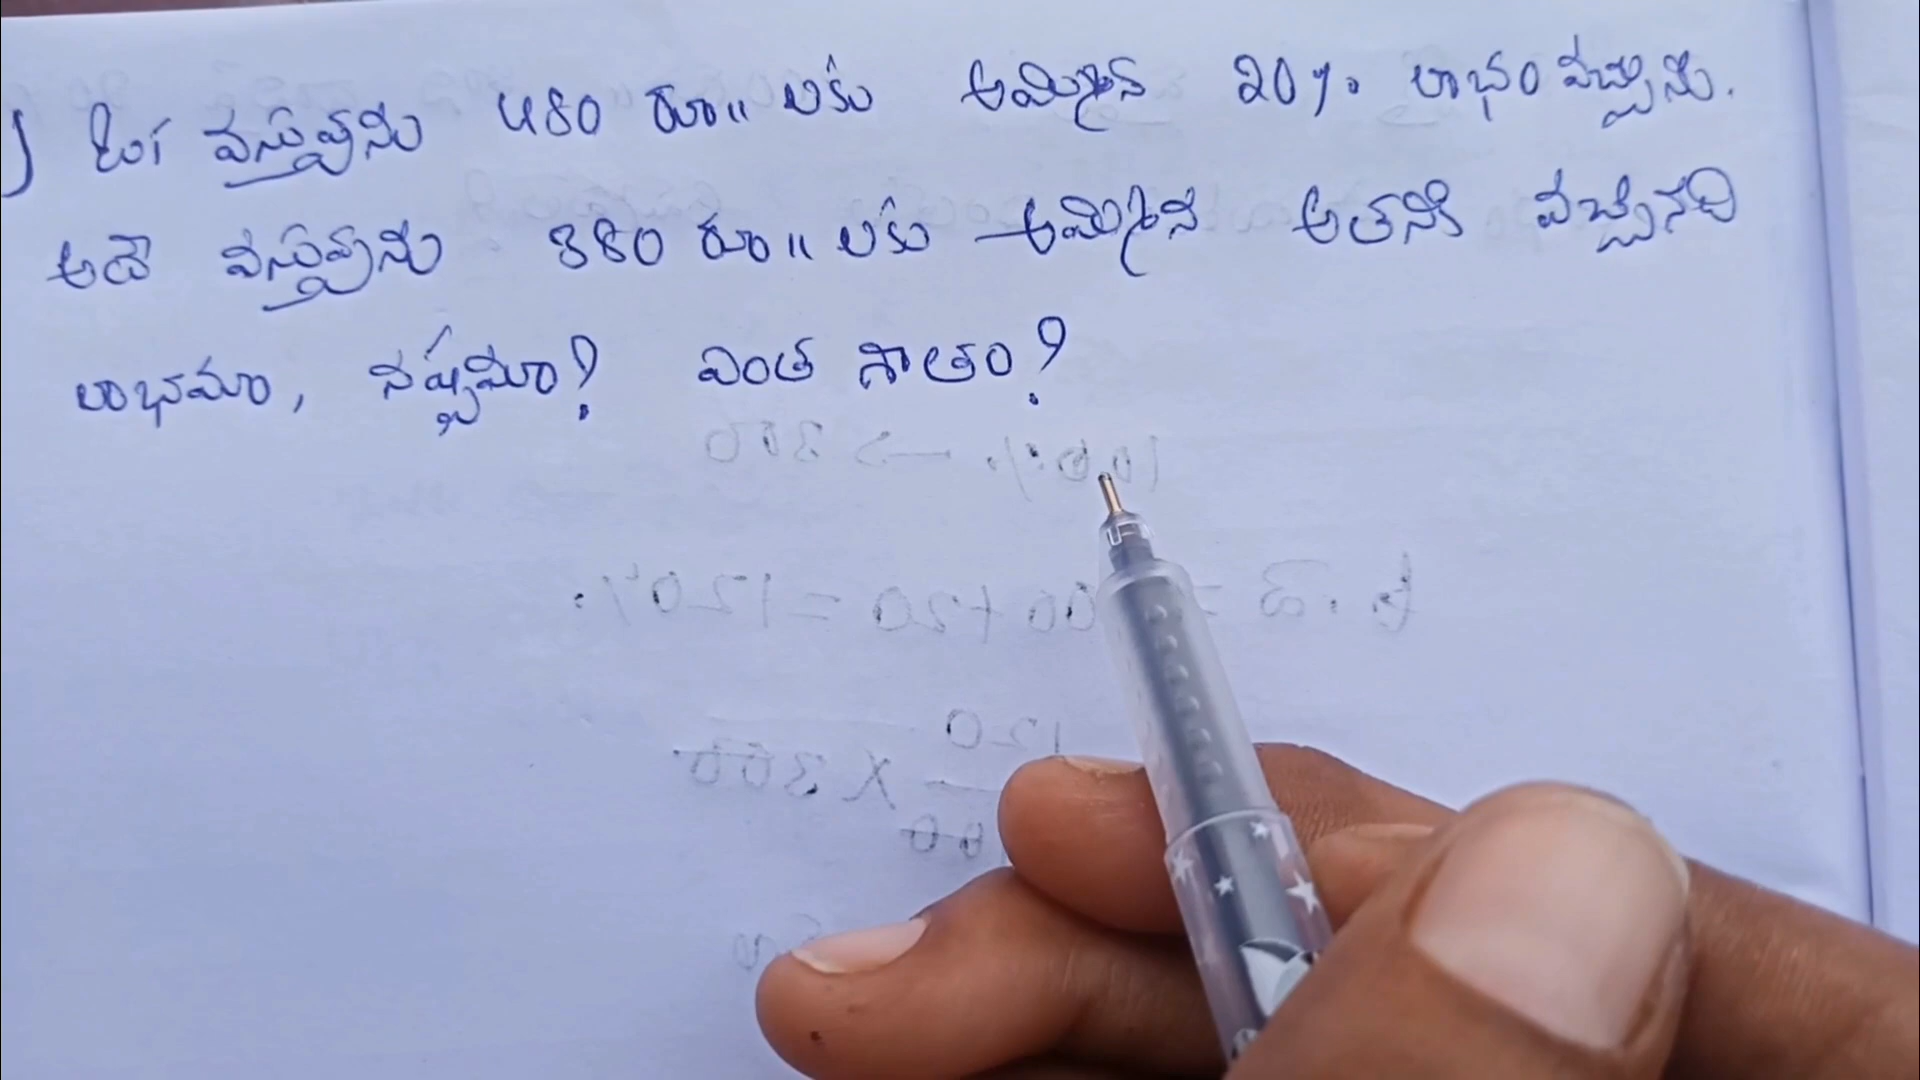 ) ఒక వస్తువును 480 రూ॥ లకు అమ్మిన 20% లాభం వచ్చును.
అదే వస్తువును 380 రూ॥ లకు అమ్మిన అతనికి వచ్చినది
లాభమా, నష్టమా? ఎంత శాతం?